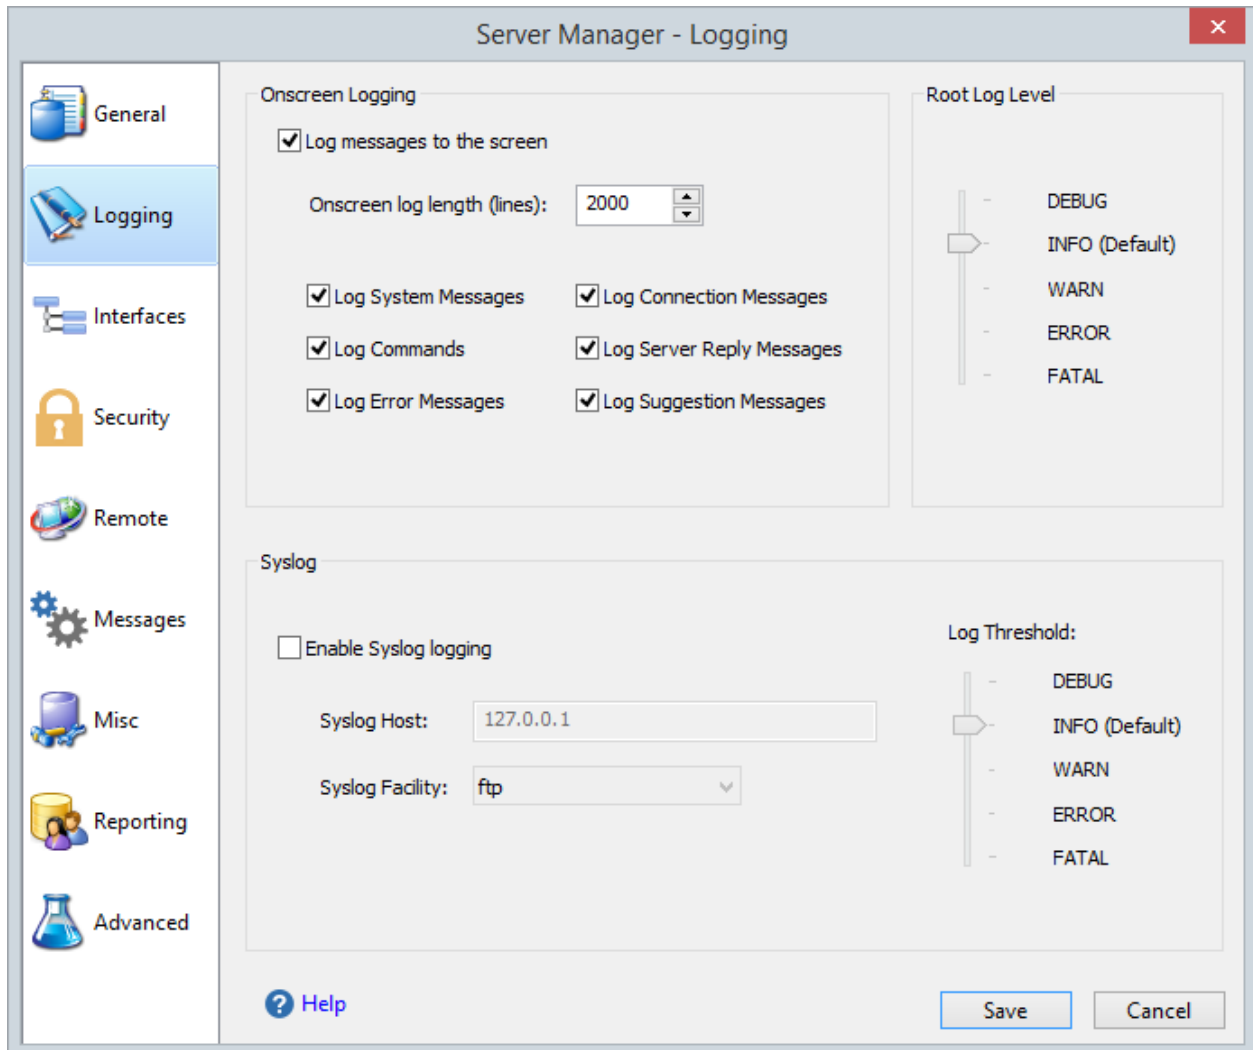 Server Manager - Logging
General
Logging
Interfaces
Security
Remote
Messages
Misc
Reporting
Advanced
Onscreen Logging
Log messages to the screen
Onscreen log length (lines): 2000
Log System Messages Log Connection Messages
Log Commands Log Server Reply Messages
Log Error Messages Log Suggestion Messages
Root Log Level
DEBUG
INFO (Default)
WARN
ERROR
FATAL
Syslog
Enable Syslog logging
Syslog Host: 127.0.0.1
Syslog Facility: ftp
Log Threshold:
DEBUG
INFO (Default)
WARN
ERROR
FATAL
? Help
Save Cancel